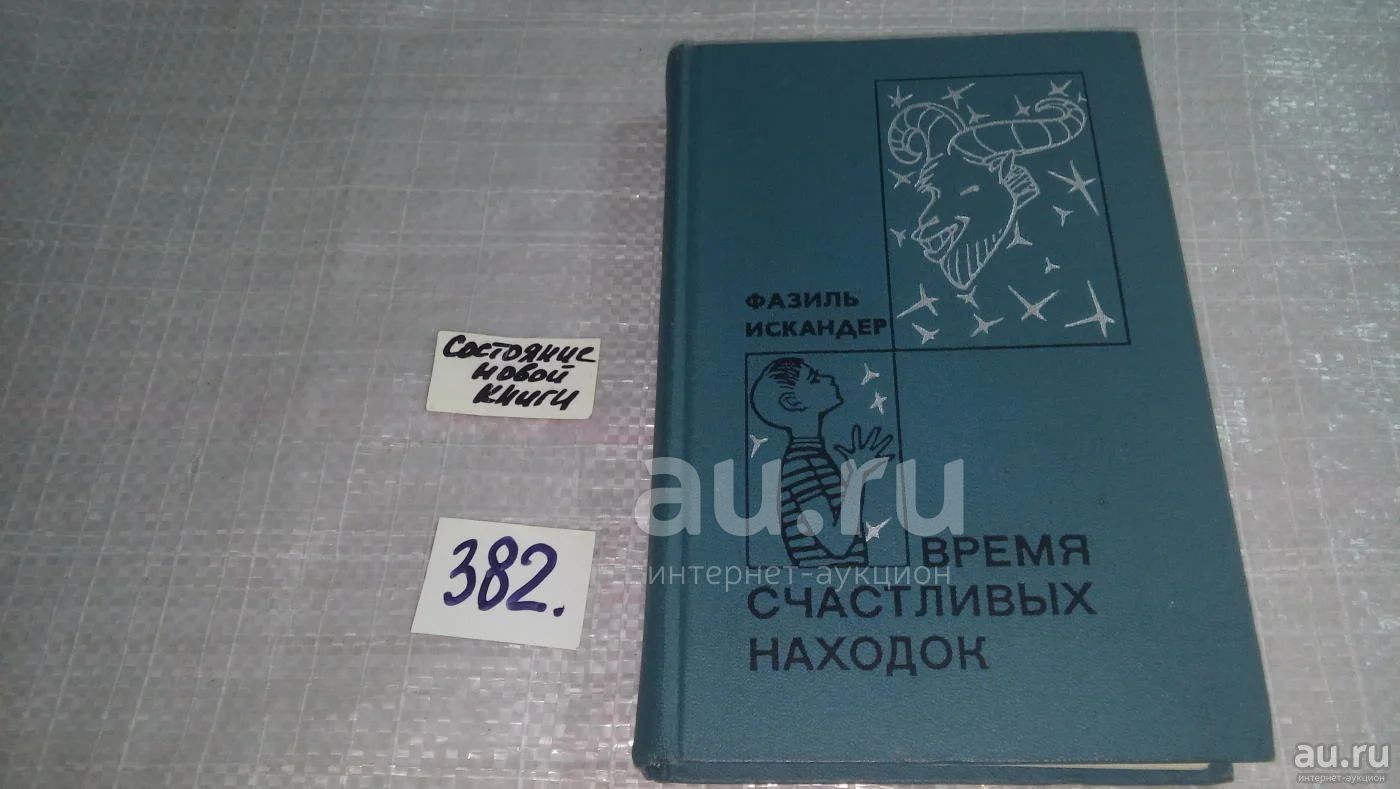 Состояние
новой
книги
382.
ФАЗИЛЬ
ИСКАНДЕР
ВРЕМЯ
СЧАСТЛИВЫХ
НАХОДОК
au.ru
интернет-аукцион
au.ru
интернет-аукцион